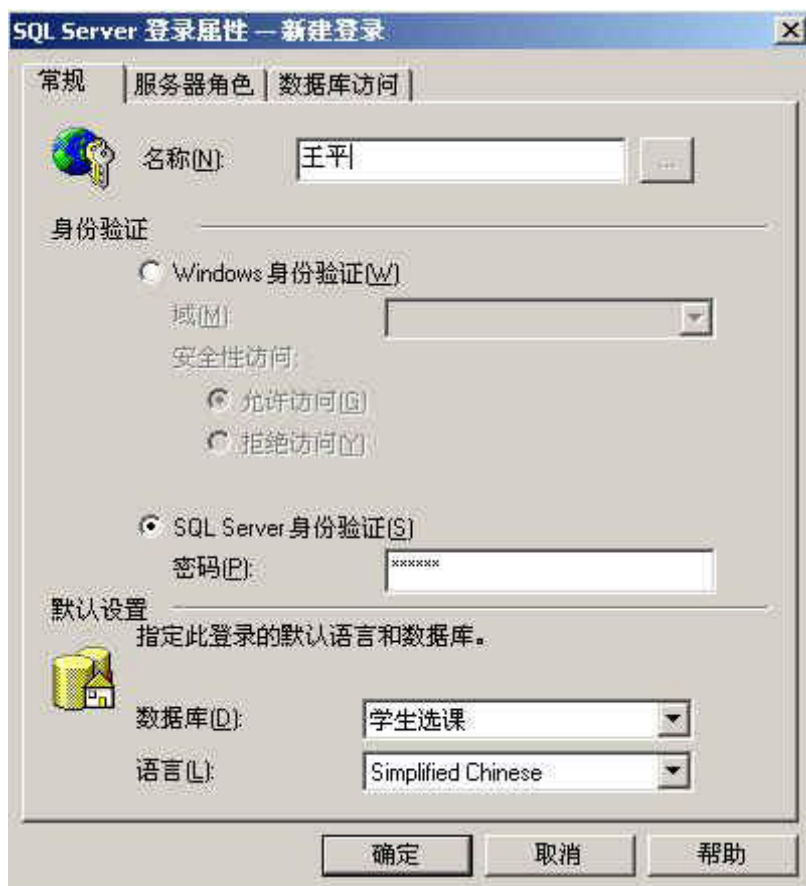 SQL Server 登录属性 — 新建登录
常规 服务器角色 数据库访问
名称(N): 王平 ...
身份验证
Windows 身份验证(W)
域(M):
安全性访问:
允许访问(G)
拒绝访问(Y)
SQL Server 身份验证(S)
密码(P): ******
默认设置
指定此登录的默认语言和数据库。
数据库(D): 学生选课
语言(L): Simplified Chinese
确定 取消 帮助